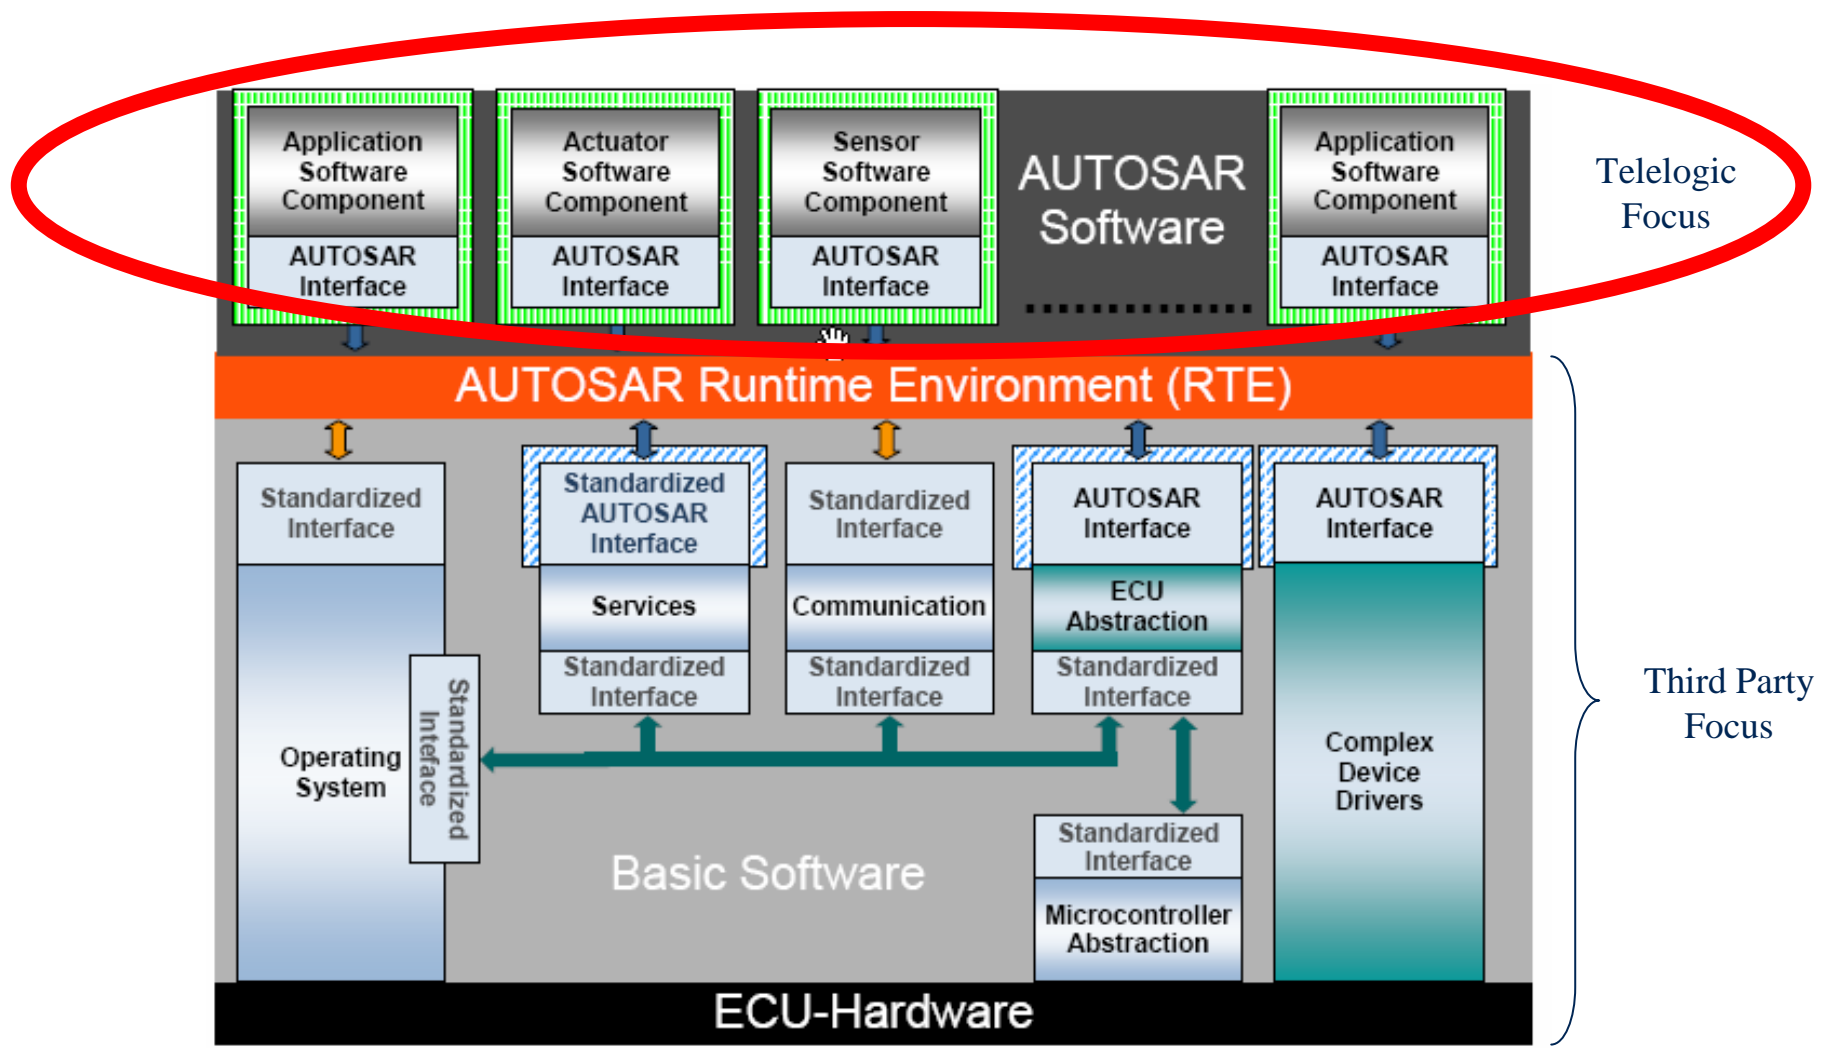 Application
Software
Component
AUTOSAR
Interface
Actuator
Software
Component
AUTOSAR
Interface
Sensor
Software
Component
AUTOSAR
Interface
AUTOSAR
Software
Application
Software
Component
AUTOSAR
Interface
Telelogic
Focus
AUTOSAR Runtime Environment (RTE)
Standardized
Interface
Operating
System
Standardized
Inteface
Standardized
AUTOSAR
Interface
Services
Standardized
Interface
Standardized
Interface
Communication
Standardized
Interface
AUTOSAR
Interface
ECU
Abstraction
Standardized
Interface
Standardized
Interface
Microcontroller
Abstraction
AUTOSAR
Interface
Complex
Device
Drivers
Basic Software
Third Party
Focus
ECU-Hardware